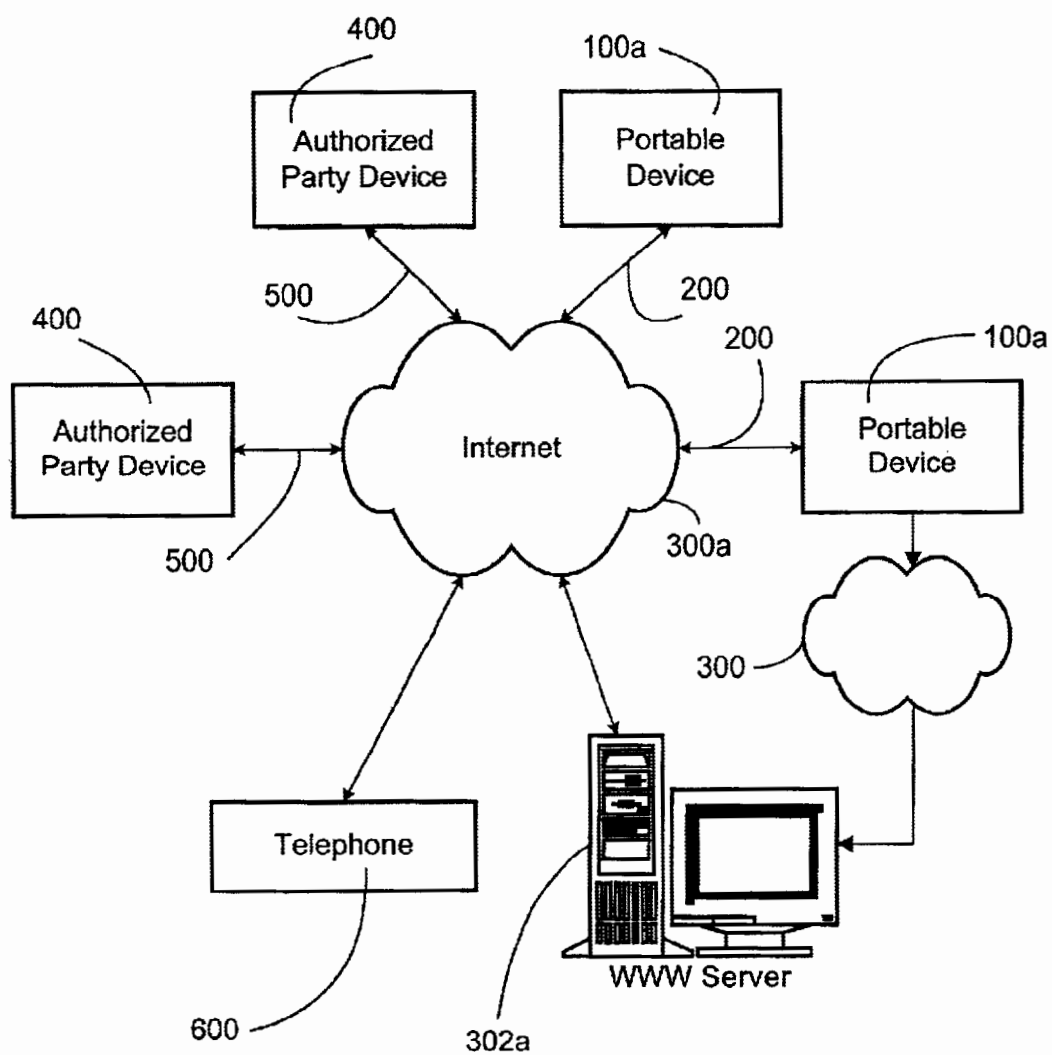 400
100a
Authorized
Party Device
Portable
Device
500
200
400
200
100a
Authorized
Party Device
Internet
Portable
Device
500
300a
300
Telephone
WWW Server
600
302a